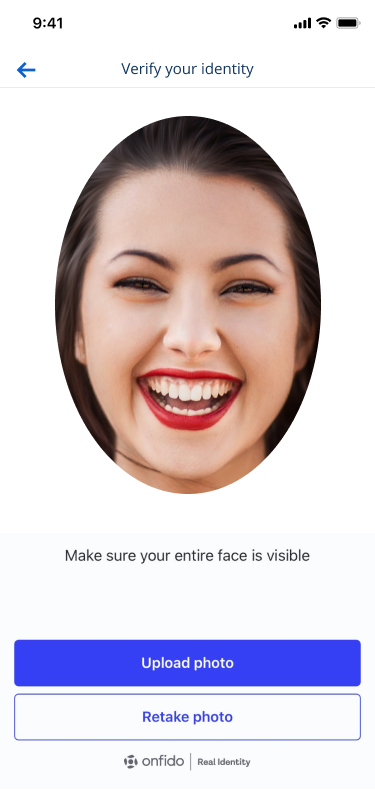 9:41
Verify your identity
Make sure your entire face is visible
Upload photo
Retake photo
onfido | Real Identity